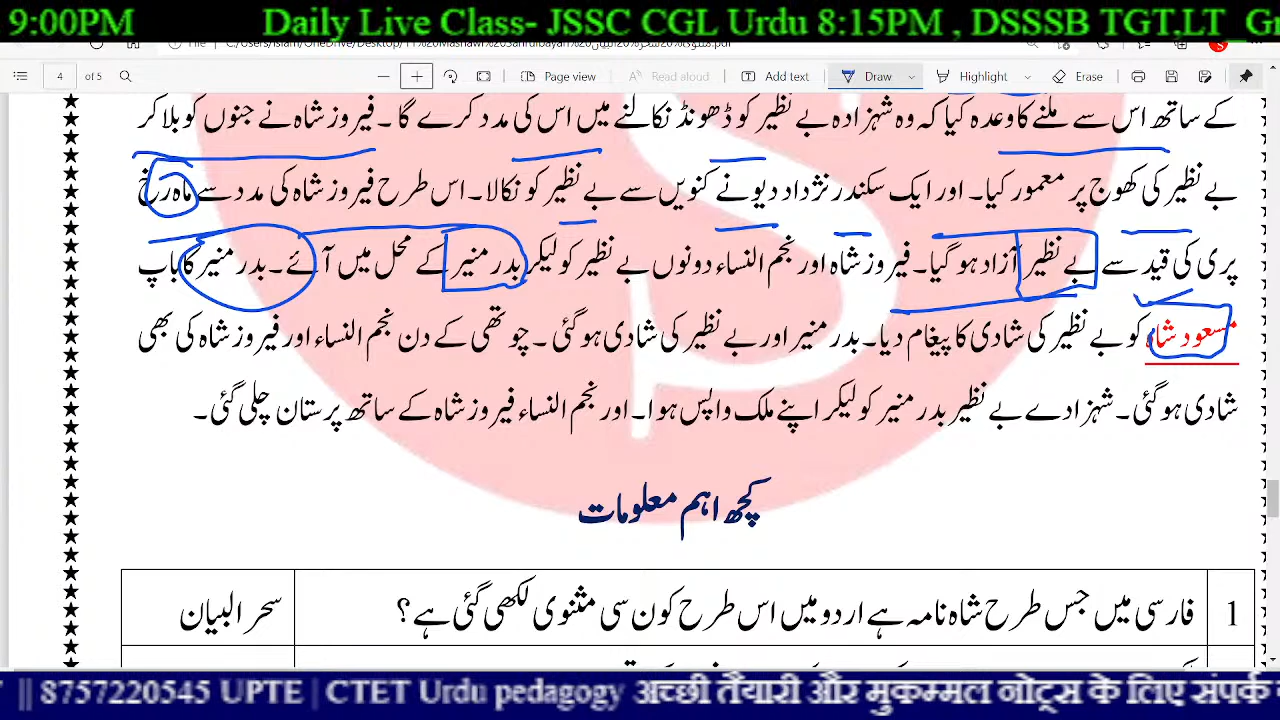 9:00PM Daily Live Class- JSSC CGL Urdu 8:15PM , DSSSB TGT,LT_G
4 of 5 Page view Read aloud Add text Draw Highlight Erase
کے ساتھ اس سے ملنے کا وعدہ کیا کہ وہ شہزادہ بے نظیر کو ڈھونڈ نکالنے میں اس کی مدد کرے گا۔ فیروز شاہ نے جنوں کو بلا کر
بے نظیر کی کھوج پر معمور کیا۔ اور ایک سکندر نژداد دیو نے کنویں سے بے نظیر کو نکالا۔ اس طرح فیروز شاہ کی مدد سے ماہ رخ
پری کی قید سے بے نظیر آزاد ہو گیا۔ فیروز شاہ اور نجم النساء دونوں بے نظیر کو لیکر بدر منیر کے محل میں آئے۔ بدر منیر کا باپ
مسعود شاہ کو بے نظیر کی شادی کا پیغام دیا۔ بدر منیر اور بے نظیر کی شادی ہو گئی ۔ چوتھی کے دن نجم النساء اور فیروز شاہ کی بھی
شادی ہو گئی۔ شہزادے بے نظیر بدر منیر کو لیکر اپنے ملک واپس ہوا۔ اور نجم النساء فیروز شاہ کے ساتھ پرستان چلی گئی۔
کچھ اہم معلومات
1 فارسی میں جس طرح شاہ نامہ ہے اردو میں اس طرح کون سی مثنوی لکھی گئی ہے ؟ سحر البیان
|| 8757220545 UPTE | CTET Urdu pedagogy अच्छी तैयारी और मुकम्मल नोट्स के लिए संपर्क